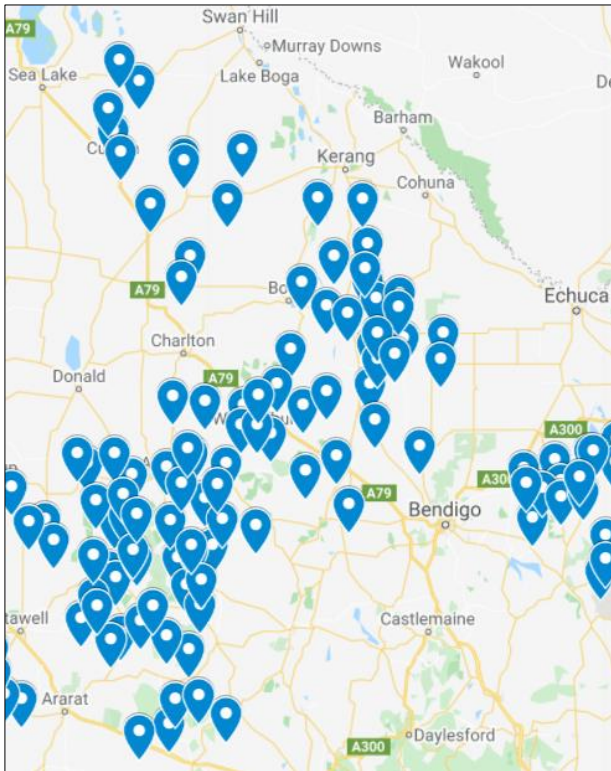 Swan Hill
A79
Murray Downs
Sea Lake
Lake Boga
Wakool
Barham
Kerang
Cohuna
A79
Echuca
Charlton
Donald
A79
A300
A79
Bendigo
Castlemaine
Ararat
A300
Daylesford